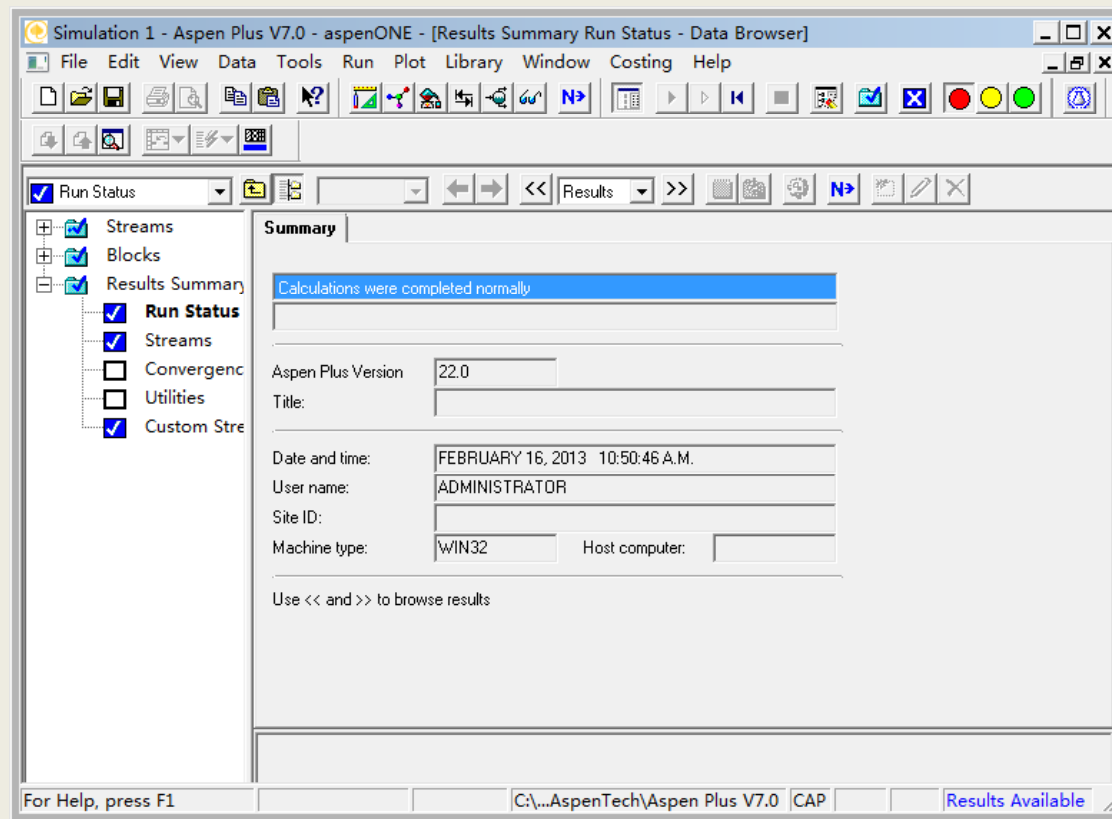 Simulation 1 - Aspen Plus V7.0 - aspenONE - [Results Summary Run Status - Data Browser]
File Edit View Data Tools Run Plot Library Window Costing Help
N
Run Status
<< Results >>
N
Streams
Blocks
Results Summary
Run Status
Streams
Convergenc
Utilities
Custom Stre
Summary
Calculations were completed normally
Aspen Plus Version 22.0
Title:
Date and time: FEBRUARY 16, 2013 10:50:46 A.M.
User name: ADMINISTRATOR
Site ID:
Machine type: WIN32 Host computer:
Use << and >> to browse results
For Help, press F1 C:\...AspenTech\Aspen Plus V7.0 CAP Results Available